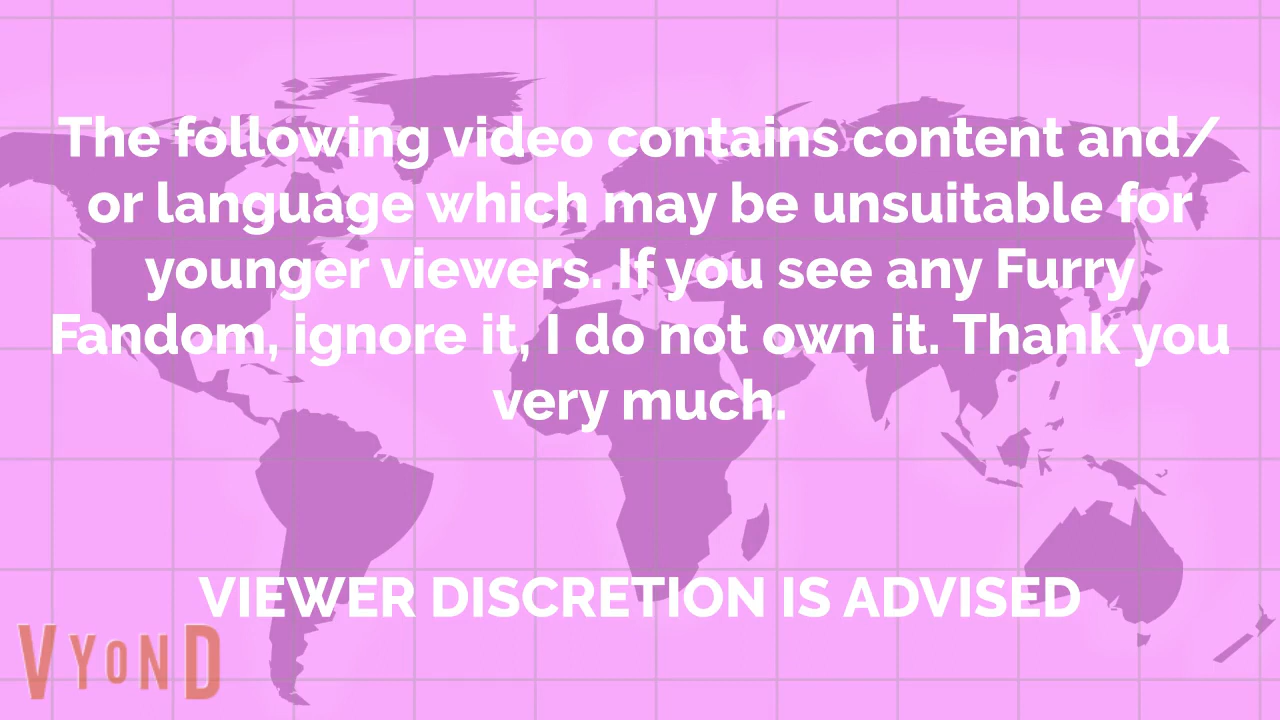 The following video contains content and/
or language which may be unsuitable for
younger viewers. If you see any Furry
Fandom, ignore it, I do not own it. Thank you
very much.
VIEWER DISCRETION IS ADVISED
VYOND